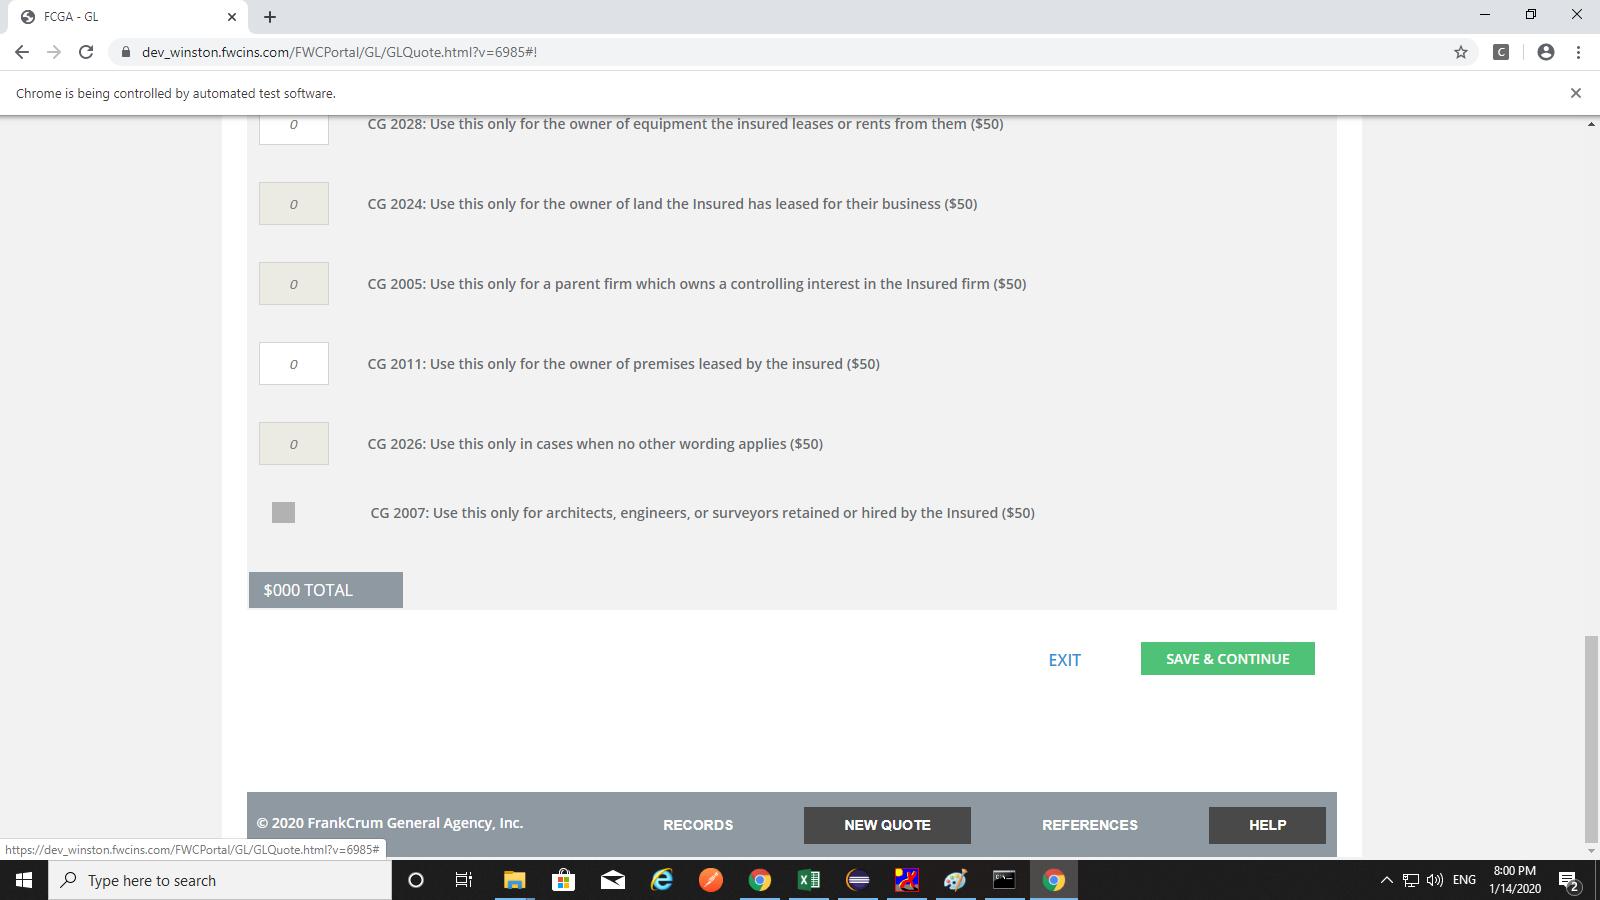 FCGA - GL
dev_winston.fwcins.com/FWCPortal/GL/GLQuote.html?v=6985#!
C
Chrome is being controlled by automated test software.
0 CG 2028: Use this only for the owner of equipment the insured leases or rents from them ($50)
0 CG 2024: Use this only for the owner of land the Insured has leased for their business ($50)
0 CG 2005: Use this only for a parent firm which owns a controlling interest in the Insured firm ($50)
0 CG 2011: Use this only for the owner of premises leased by the insured ($50)
0 CG 2026: Use this only in cases when no other wording applies ($50)
CG 2007: Use this only for architects, engineers, or surveyors retained or hired by the Insured ($50)
$000 TOTAL
EXIT SAVE & CONTINUE
© 2020 FrankCrum General Agency, Inc. RECORDS NEW QUOTE REFERENCES HELP
https://dev_winston.fwcins.com/FWCPortal/GL/GLQuote.html?v=6985#
Type here to search
ENG
8:00 PM
1/14/2020
2